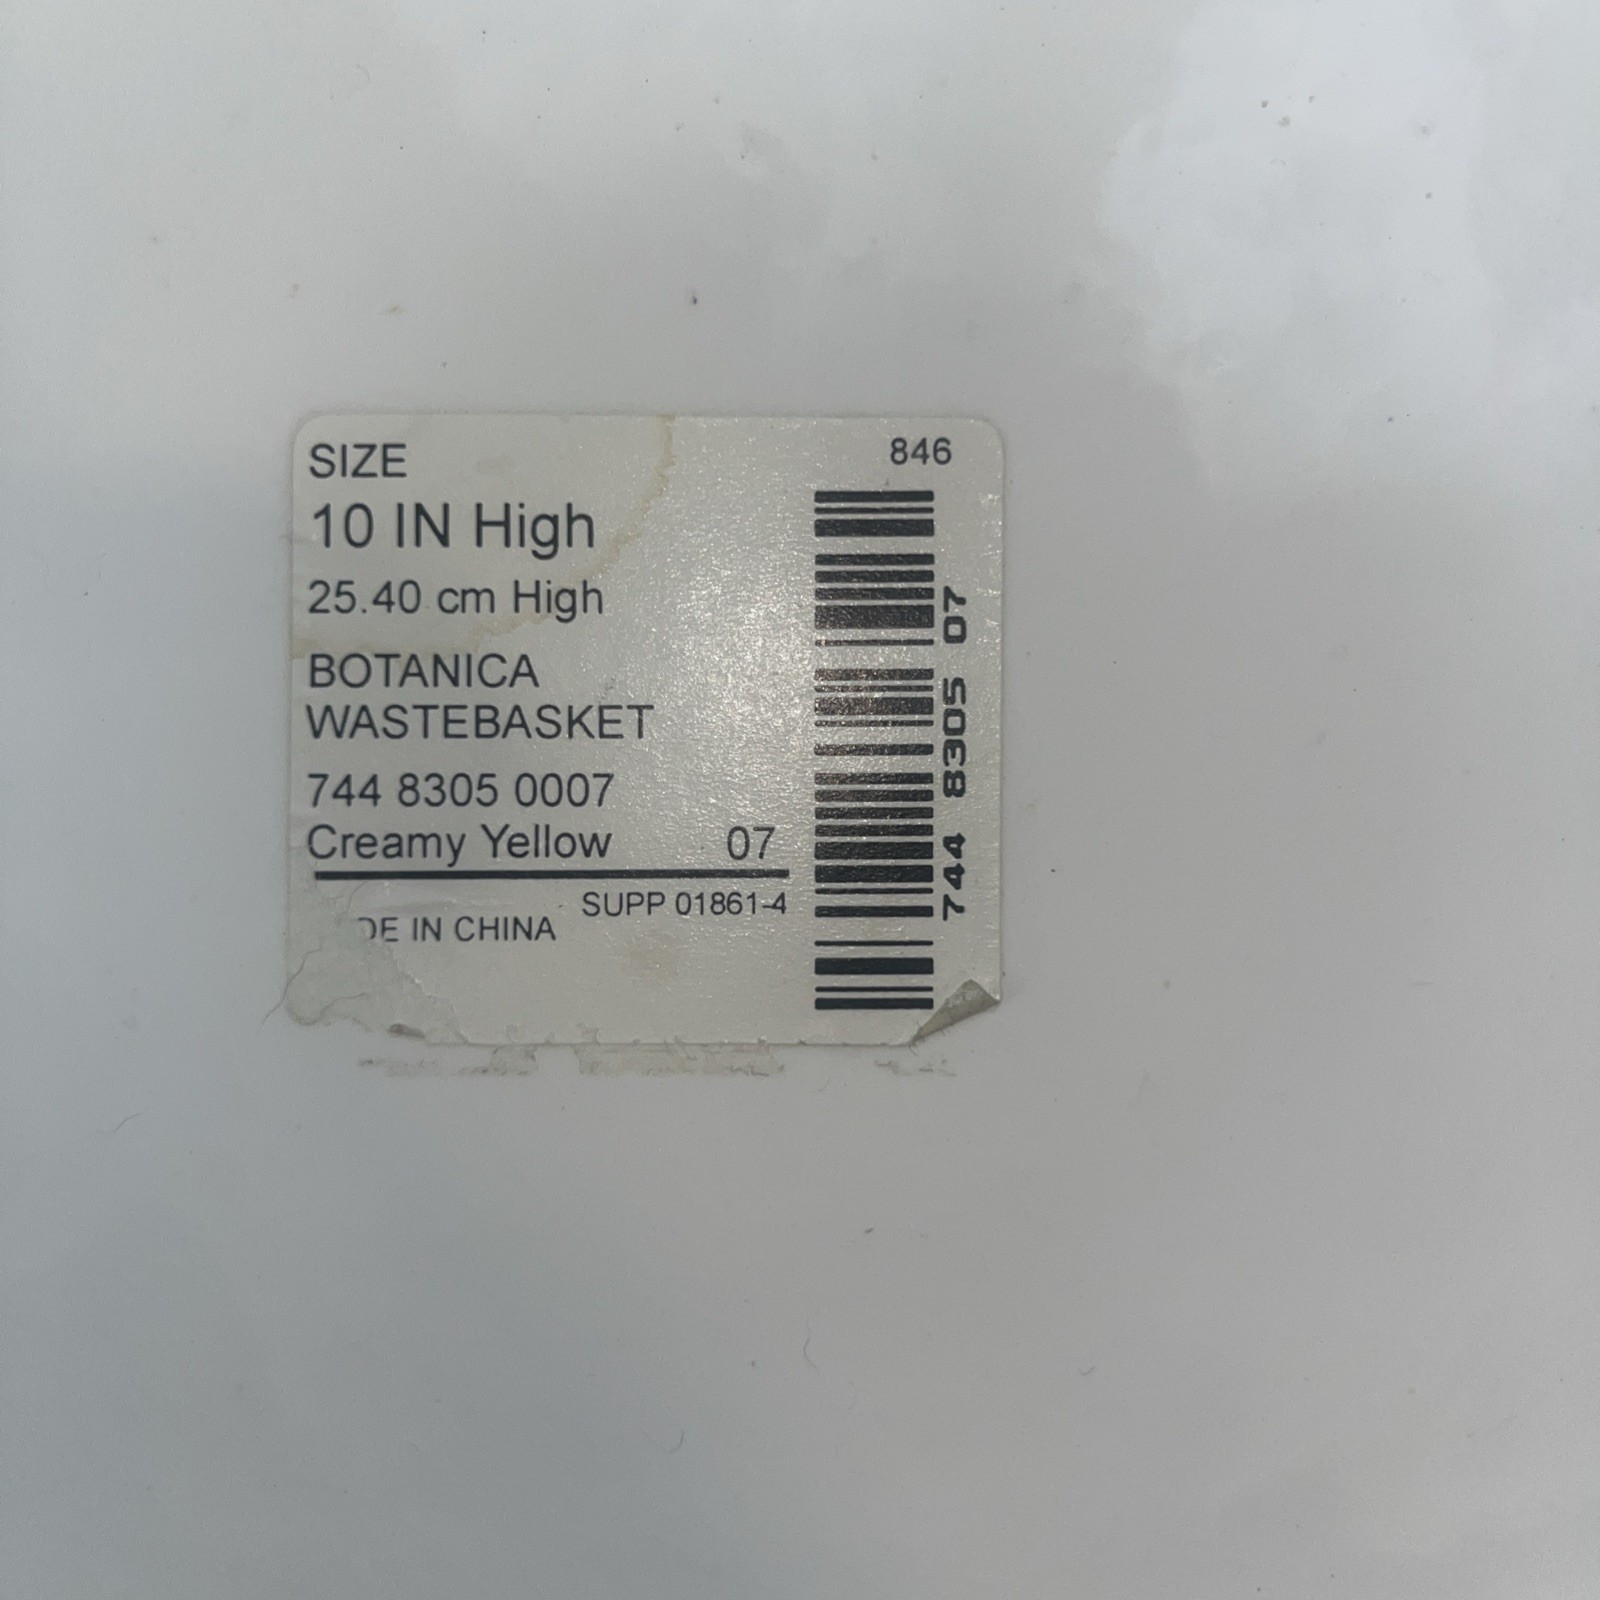 SIZE
846
10 IN High
25.40 cm High
BOTANICA
WASTEBASKET
744 8305 0007
Creamy Yellow 07
SUPP 01861-4
DE IN CHINA
744 8305 07